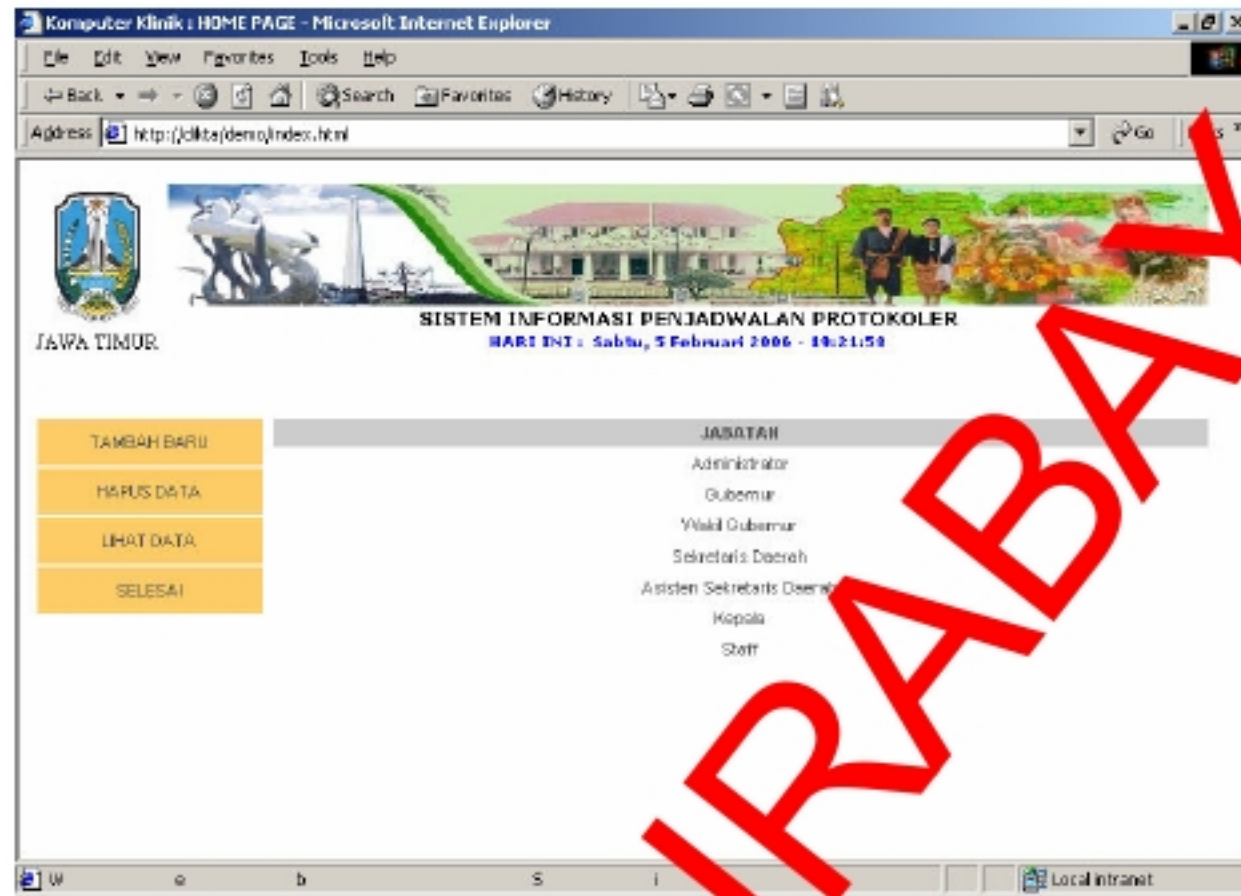 Komputer Klinik : HOME PAGE - Microsoft Internet Explorer
File Edit View Favorites Tools Help
Back Search Favorites History
Address http://dikta/demo/index.html Go
JAWA TIMUR
SISTEM INFORMASI PENJADWALAN PROTOKOLER
HARI INI : Sabtu, 5 Februari 2006 - 19:21:50
TAMBAH BARU
HAPUS DATA
LIHAT DATA
SELESAI
JABATAN
Administrator
Gubernur
Wakil Gubernur
Sekretaris Daerah
Asisten Sekretaris Daerah
Kepala
Staff
RABAY
W e b S i
Local intranet